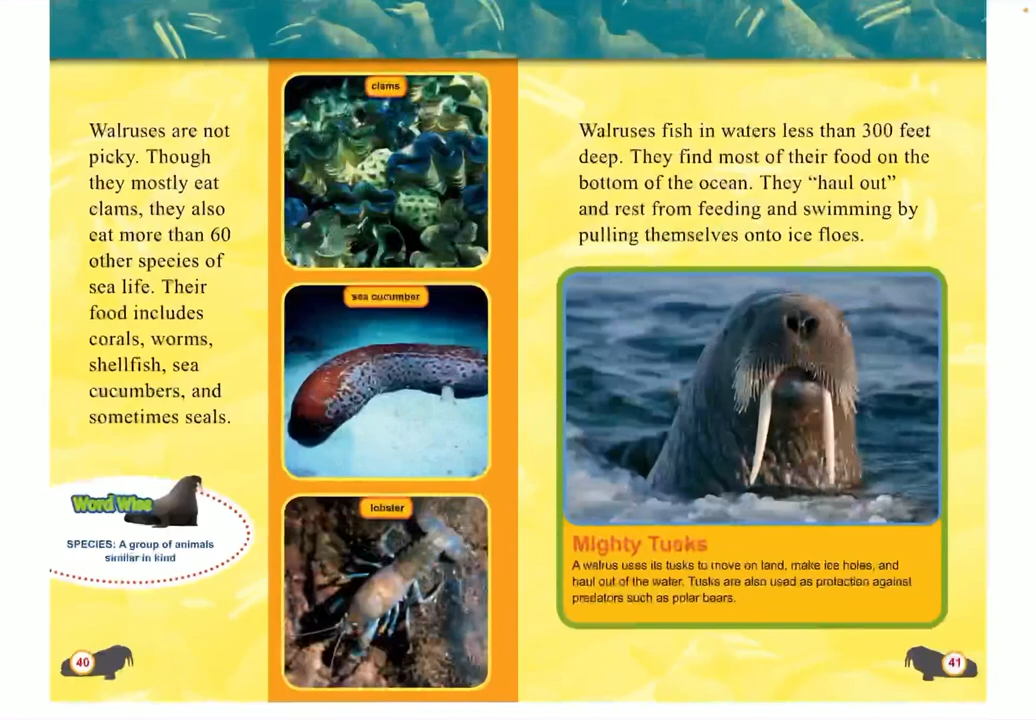 Walruses are not
picky. Though
they mostly eat
clams, they also
eat more than 60
other species of
sea life. Their
food includes
corals, worms,
shellfish, sea
cucumbers, and
sometimes seals.
Word Wise
SPECIES: A group of animals
similar in kind
40
clams
sea cucumber
lobster
Walruses fish in waters less than 300 feet
deep. They find most of their food on the
bottom of the ocean. They “haul out”
and rest from feeding and swimming by
pulling themselves onto ice floes.
Mighty Tusks
A walrus uses its tusks to move on land, make ice holes, and
haul out of the water. Tusks are also used as protection against
predators such as polar bears.
41